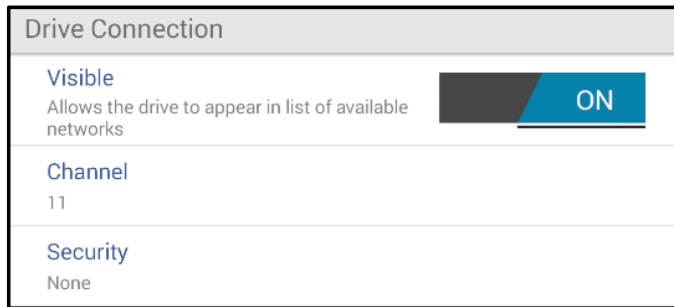 Drive Connection
Visible
Allows the drive to appear in list of available
networks
ON
Channel
11
Security
None